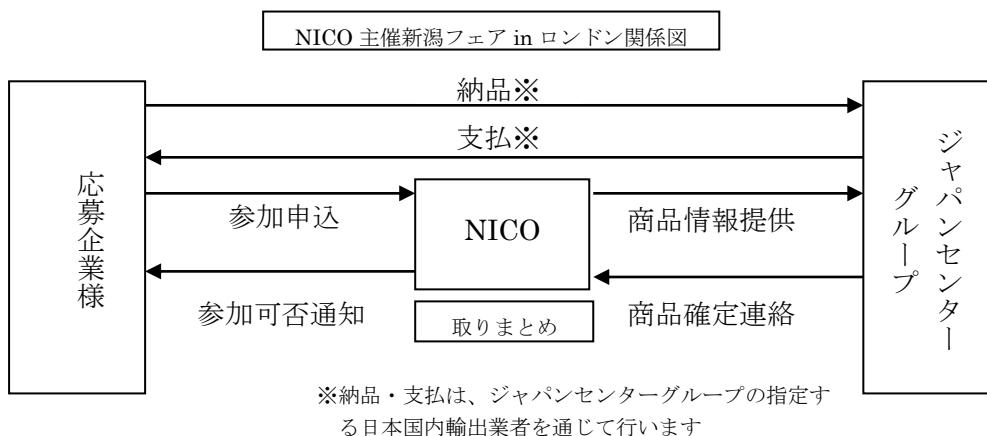 NICO 主催新潟フェア in ロンドン関係図
納品※
支払※
応募企業様
参加申込
NICO
商品情報提供
ジャパンセンター
グループ
参加可否通知
取りまとめ
商品確定連絡
※納品・支払は、ジャパンセンターグループの指定す
る日本国内輸出業者を通じて行います